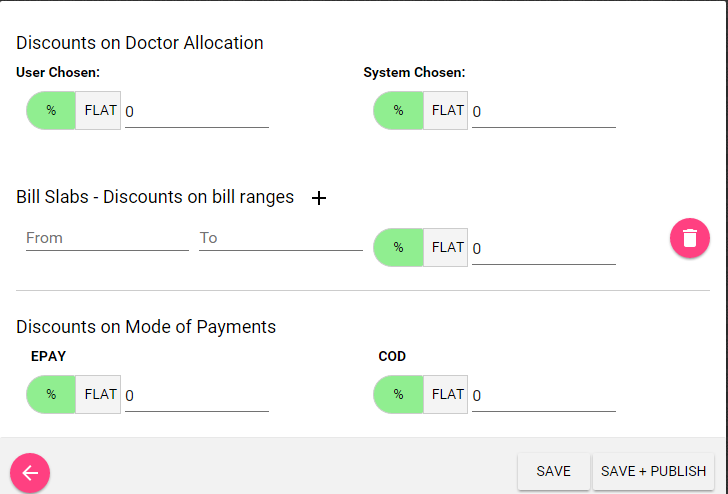 Discounts on Doctor Allocation
User Chosen: System Chosen:
% FLAT 0 % FLAT 0
Bill Slabs - Discounts on bill ranges +
From To % FLAT 0
Discounts on Mode of Payments
EPAY COD
% FLAT 0 % FLAT 0
SAVE SAVE + PUBLISH